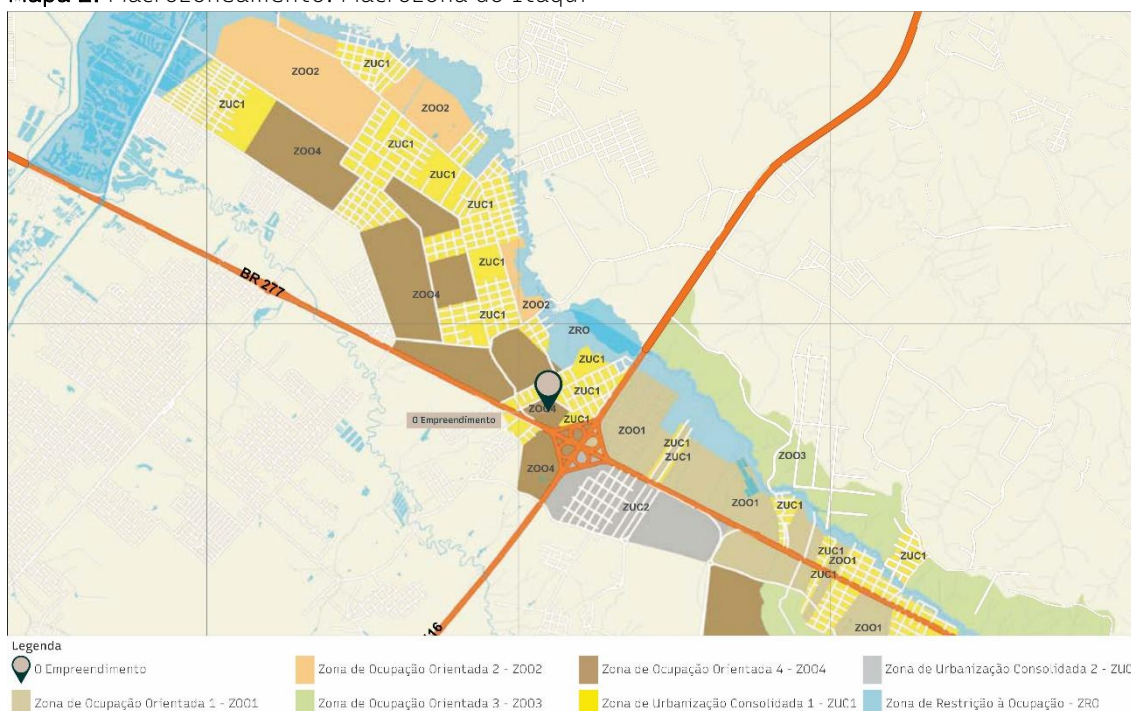 Mapa 2: Macrozoneamento: Macrozona do Itaqui
ZUC1
ZOO2
ZOO2
ZUC1
ZOO4
ZUC1
ZUC1
ZUC1
BR 277
ZOO4
ZUC1
ZOO2
ZUC1
ZRO
ZUC1
ZUC1
ZOO4
O Empreendimento
ZUC1
ZOO1
ZUC1
ZUC1
ZOO3
ZOO4
ZOO1
ZUC2
ZUC1
ZUC1
ZUC1
ZOO1
ZUC1
ZOO1
16
Legenda
O Empreendimento
Zona de Ocupação Orientada 2 - ZOO2
Zona de Ocupação Orientada 4 - ZOO4
Zona de Urbanização Consolidada 2 - ZUC
Zona de Ocupação Orientada 1 - ZOO1
Zona de Ocupação Orientada 3 - ZOO3
Zona de Urbanização Consolidada 1 - ZUC1
Zona de Restrição à Ocupação - ZRO